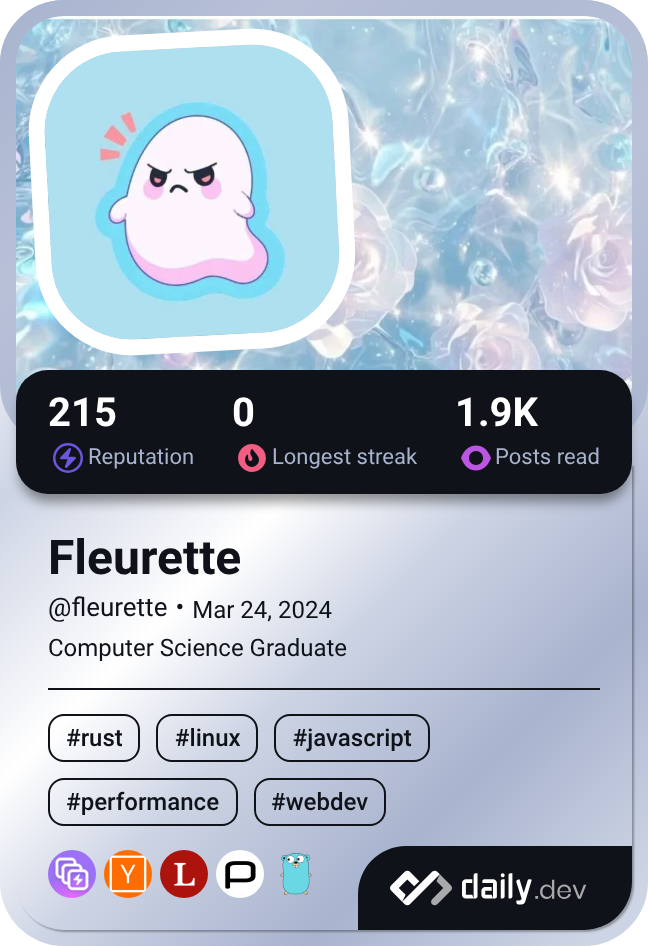 215 0 1.9K
Reputation Longest streak Posts read
Fleurette
@fleurette • Mar 24, 2024
Computer Science Graduate
#rust #linux #javascript
#performance #webdev
Y L P
daily.dev